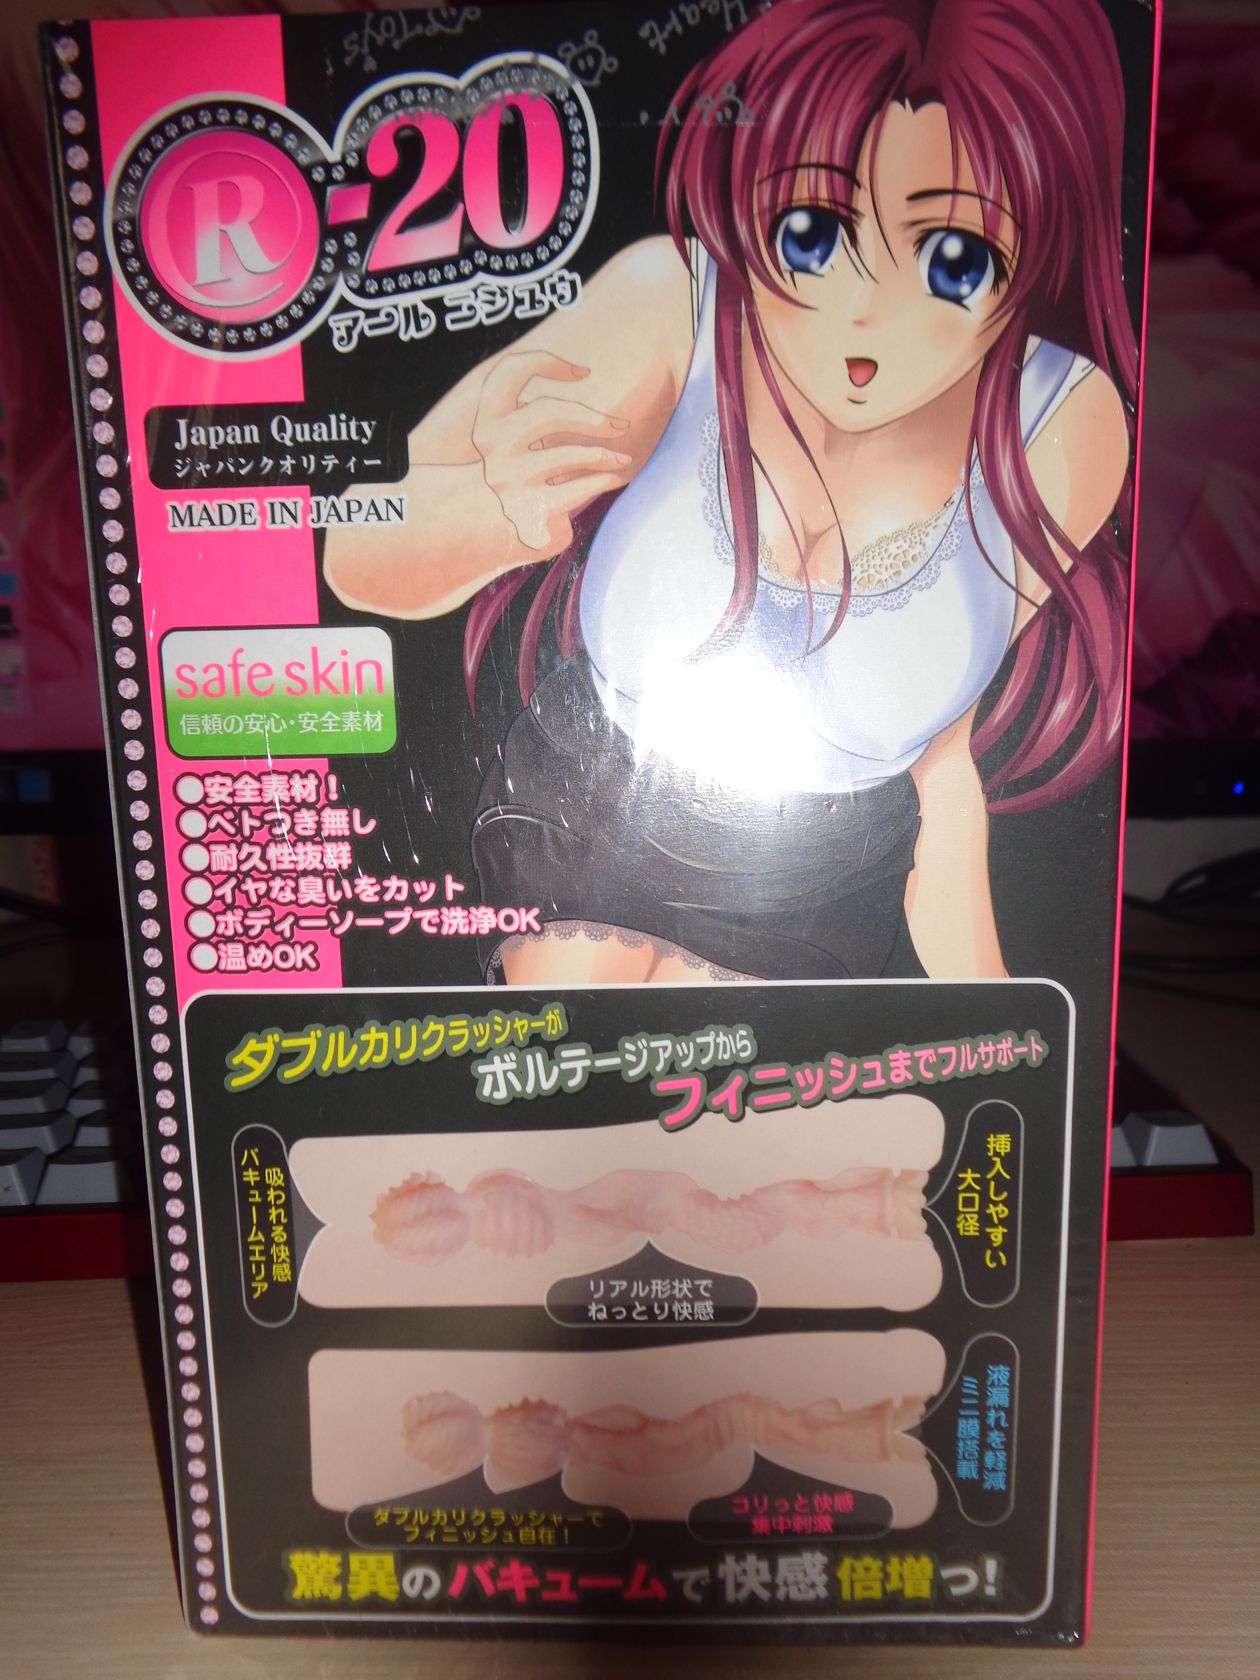 Toys
Heart
R-20
アール ニジュウ
Japan Quality
ジャパンクオリティー
MADE IN JAPAN
safe skin
信頼の安心・安全素材
●安全素材！
●ベトつき無し
●耐久性抜群
●イヤな臭いをカット
●ボディーソープで洗浄OK
●温めOK
ダブルカリクラッシャーが
ボルテージアップから
フィニッシュまでフルサポート
吸われる快感
バキュームエリア
挿入しやすい
大口径
リアル形状で
ねっとり快感
液漏れを軽減
ミニ膜搭載
ダブルカリクラッシャーで
フィニッシュ自在！
コリっと快感
集中刺激
驚異のバキュームで快感倍増っ!